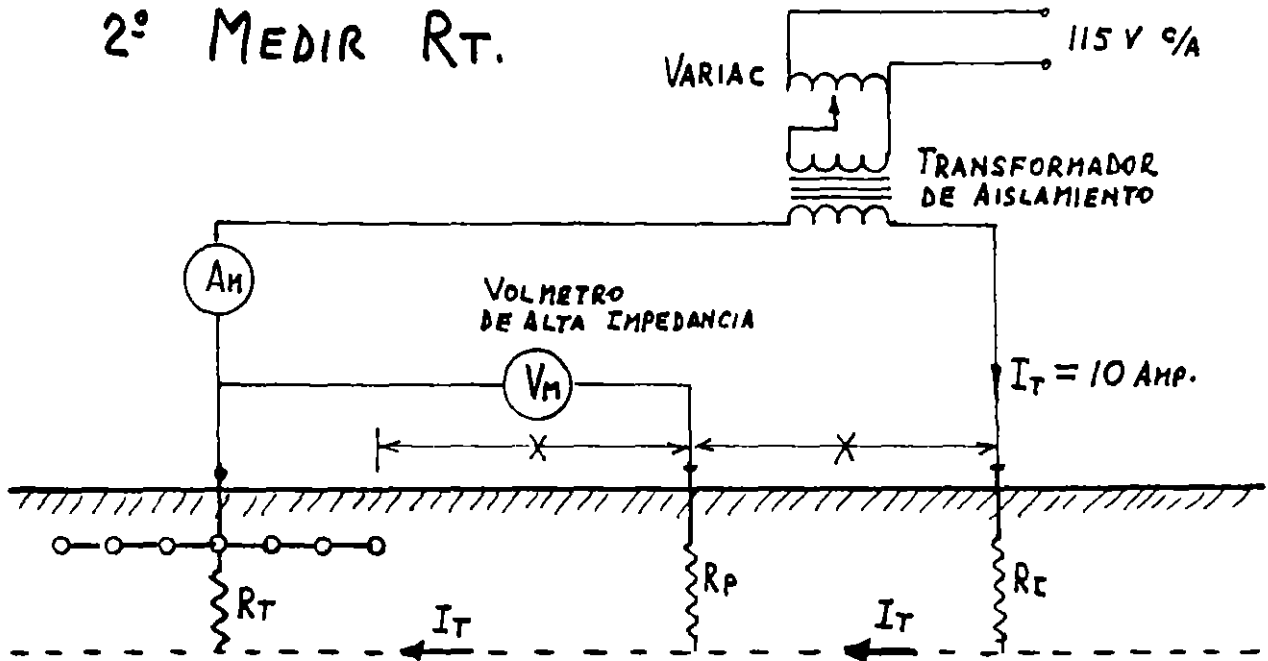 2º MEDIR RT.
115 V c/A
VARIAC
TRANSFORMADOR
DE AISLAMIENTO
AM
VOLMETRO
DE ALTA IMPEDANCIA
VM
IT = 10 AMP.
X
X
RT
RP
RI
IT
IT